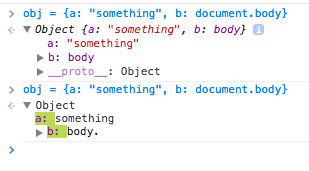 > obj = {a: "something", b: document.body}
<· ▼ Object {a: "something", b: body} i
a: "something"
▶ b: body
▶ __proto__: Object
> obj = {a: "something", b: document.body}
<· ▼ Object
a: something
▶ b: body.
>